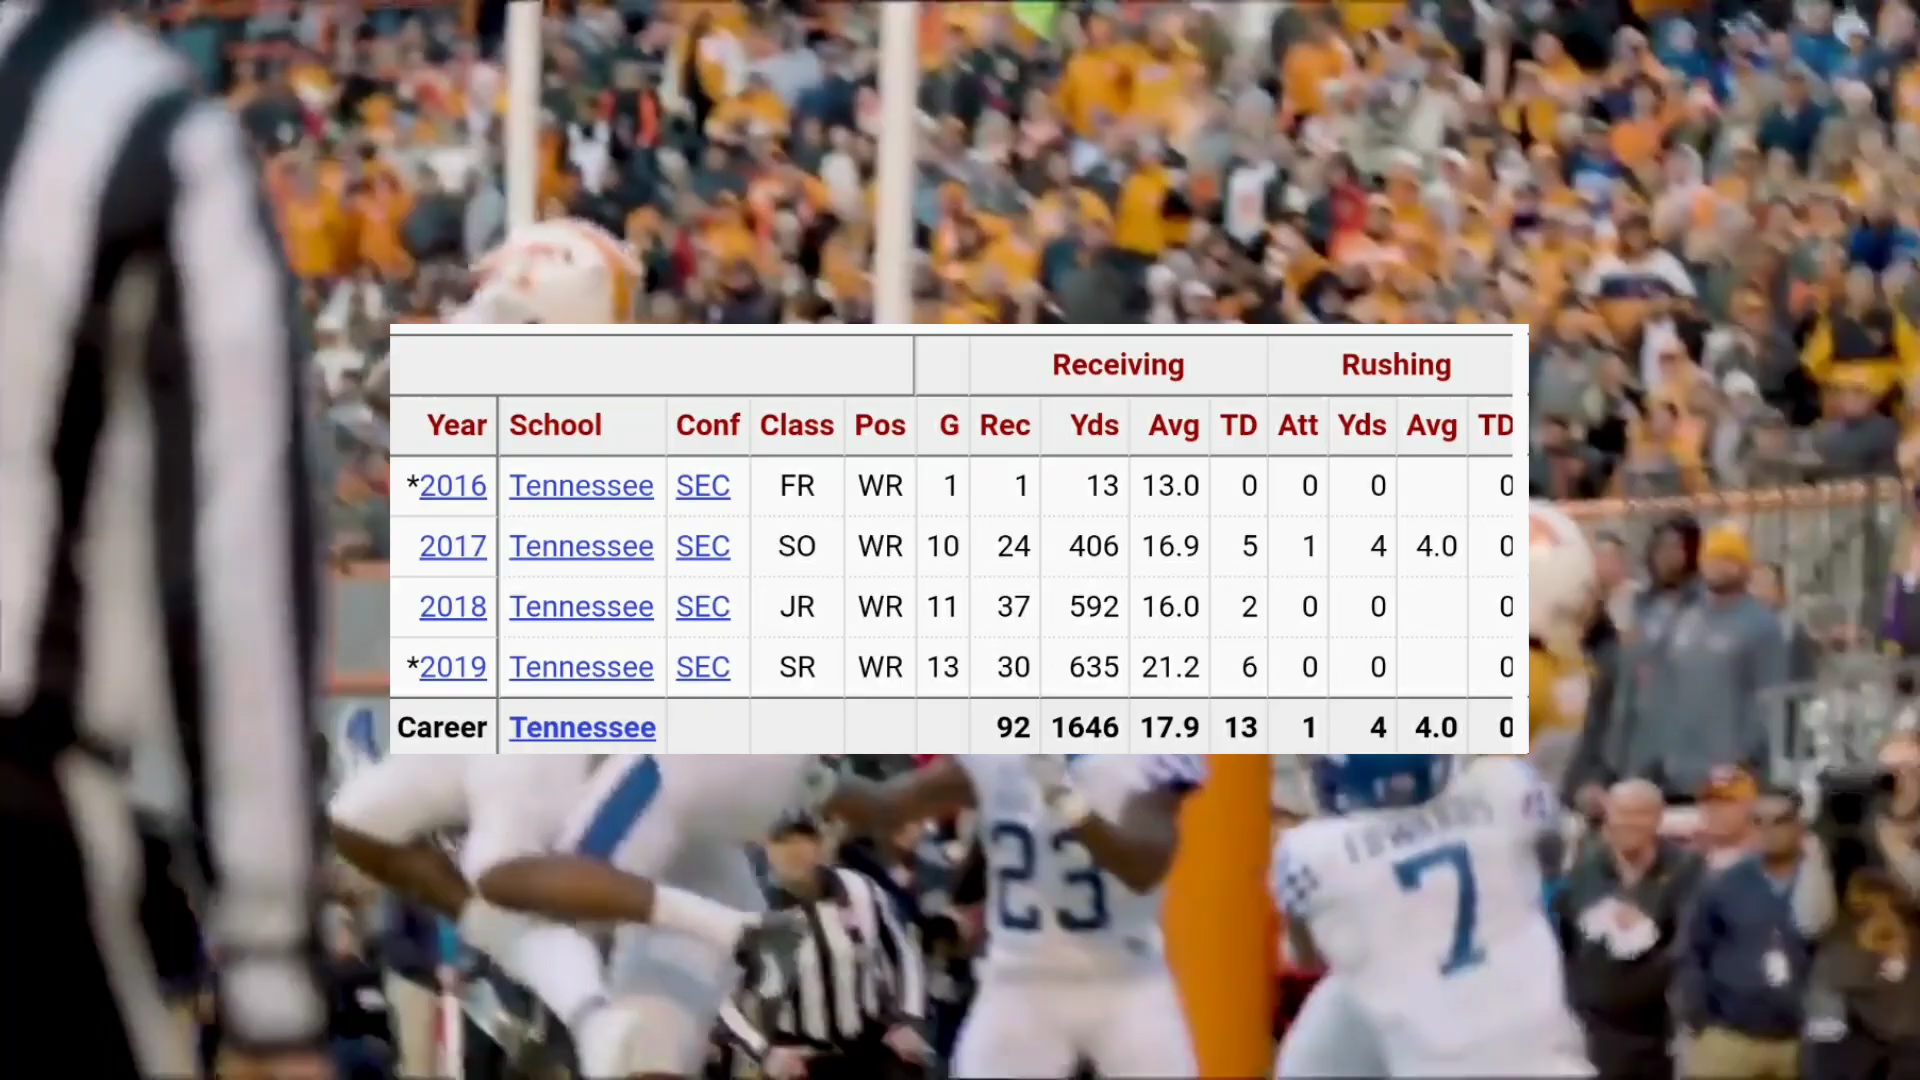 Receiving Rushing
Year School Conf Class Pos G Rec Yds Avg TD Att Yds Avg TD
*2016 Tennessee SEC FR WR 1 1 13 13.0 0 0 0 0
2017 Tennessee SEC SO WR 10 24 406 16.9 5 1 4 4.0 0
2018 Tennessee SEC JR WR 11 37 592 16.0 2 0 0 0
*2019 Tennessee SEC SR WR 13 30 635 21.2 6 0 0 0
Career Tennessee 92 1646 17.9 13 1 4 4.0 0
23
EDWARDS
7